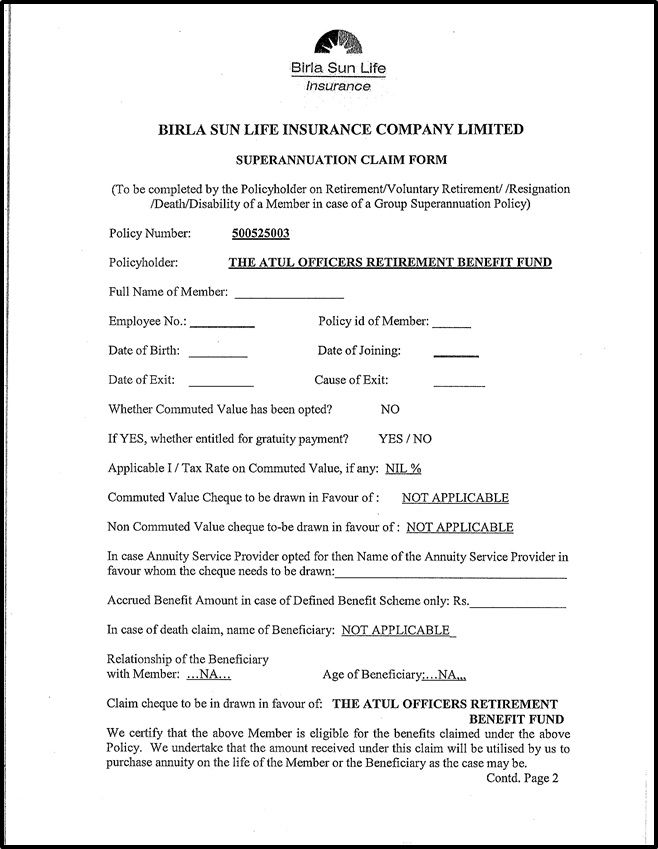 Birla Sun Life
Insurance
BIRLA SUN LIFE INSURANCE COMPANY LIMITED
SUPERANNUATION CLAIM FORM
(To be completed by the Policyholder on Retirement/Voluntary Retirement/ /Resignation
/Death/Disability of a Member in case of a Group Superannuation Policy)
Policy Number: 500525003
Policyholder: THE ATUL OFFICERS RETIREMENT BENEFIT FUND
Full Name of Member: _________________
Employee No.: __________ Policy id of Member: ______
Date of Birth: _________ Date of Joining: _______
Date of Exit: __________ Cause of Exit: ________
Whether Commuted Value has been opted? NO
If YES, whether entitled for gratuity payment? YES / NO
Applicable I / Tax Rate on Commuted Value, if any: NIL %
Commuted Value Cheque to be drawn in Favour of : NOT APPLICABLE
Non Commuted Value cheque to-be drawn in favour of : NOT APPLICABLE
In case Annuity Service Provider opted for then Name of the Annuity Service Provider in
favour whom the cheque needs to be drawn:____________________________________
Accrued Benefit Amount in case of Defined Benefit Scheme only: Rs._______________
In case of death claim, name of Beneficiary: NOT APPLICABLE_
Relationship of the Beneficiary
with Member: ...NA... Age of Beneficiary:...NA...
Claim cheque to be in drawn in favour of: THE ATUL OFFICERS RETIREMENT
BENEFIT FUND
We certify that the above Member is eligible for the benefits claimed under the above
Policy. We undertake that the amount received under this claim will be utilised by us to
purchase annuity on the life of the Member or the Beneficiary as the case may be.
Contd. Page 2